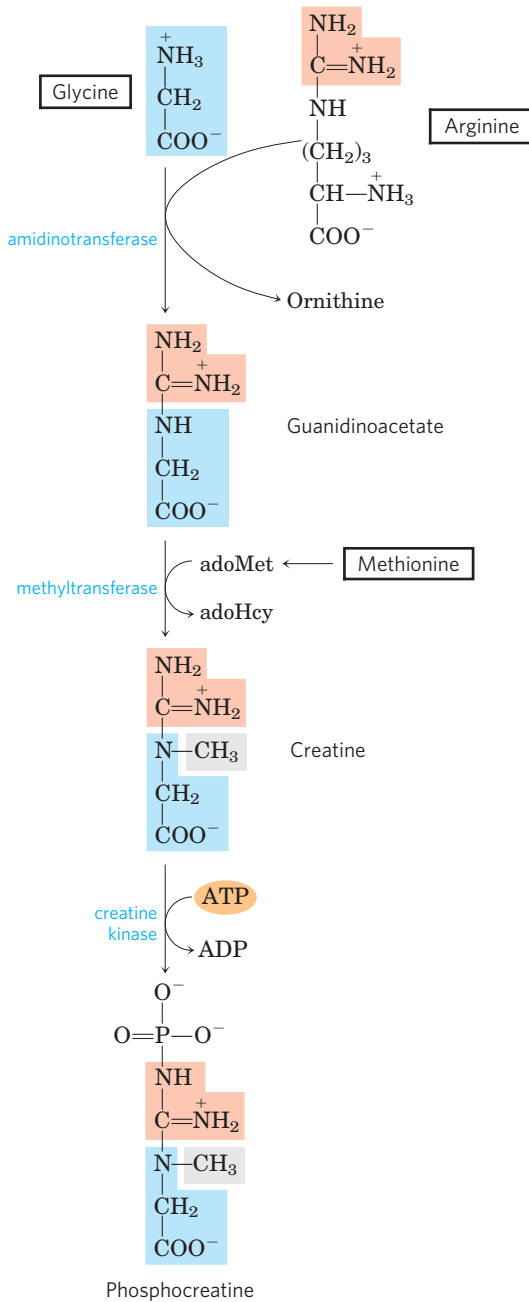 NH₂
+
NH₃
C=NH₂
+
Glycine
CH₂
NH
Arginine
COO⁻
(CH₂)₃
CH—NH₃
+
amidinotransferase
COO⁻
Ornithine
NH₂
+
C=NH₂
NH
Guanidinoacetate
CH₂
COO⁻
adoMet
Methionine
methyltransferase
adoHcy
NH₂
+
C=NH₂
N—CH₃
Creatine
CH₂
COO⁻
ATP
creatine
kinase
ADP
O⁻
O=P—O⁻
NH
+
C=NH₂
N—CH₃
CH₂
COO⁻
Phosphocreatine